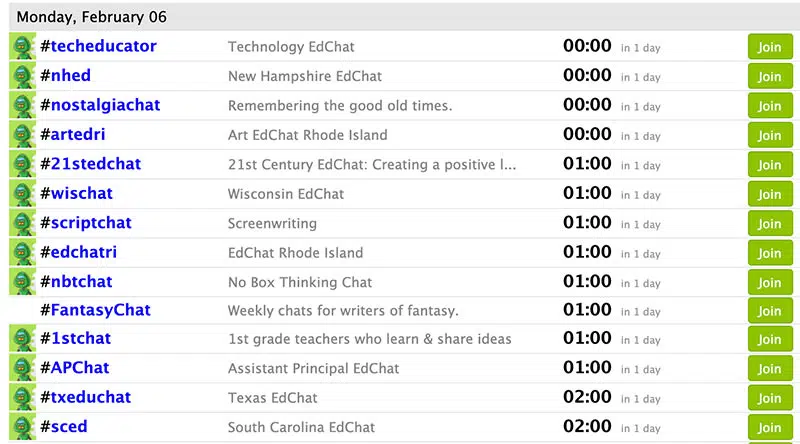 Monday, February 06
#techeducator Technology EdChat 00:00 in 1 day Join
#nhed New Hampshire EdChat 00:00 in 1 day Join
#nostalgiachat Remembering the good old times. 00:00 in 1 day Join
#artedri Art EdChat Rhode Island 00:00 in 1 day Join
#21stedchat 21st Century EdChat: Creating a positive l... 01:00 in 1 day Join
#wischat Wisconsin EdChat 01:00 in 1 day Join
#scriptchat Screenwriting 01:00 in 1 day Join
#edchatri EdChat Rhode Island 01:00 in 1 day Join
#nbtchat No Box Thinking Chat 01:00 in 1 day Join
#FantasyChat Weekly chats for writers of fantasy. 01:00 in 1 day Join
#1stchat 1st grade teachers who learn & share ideas 01:00 in 1 day Join
#APChat Assistant Principal EdChat 01:00 in 1 day Join
#txeduchat Texas EdChat 02:00 in 1 day Join
#sced South Carolina EdChat 02:00 in 1 day Join